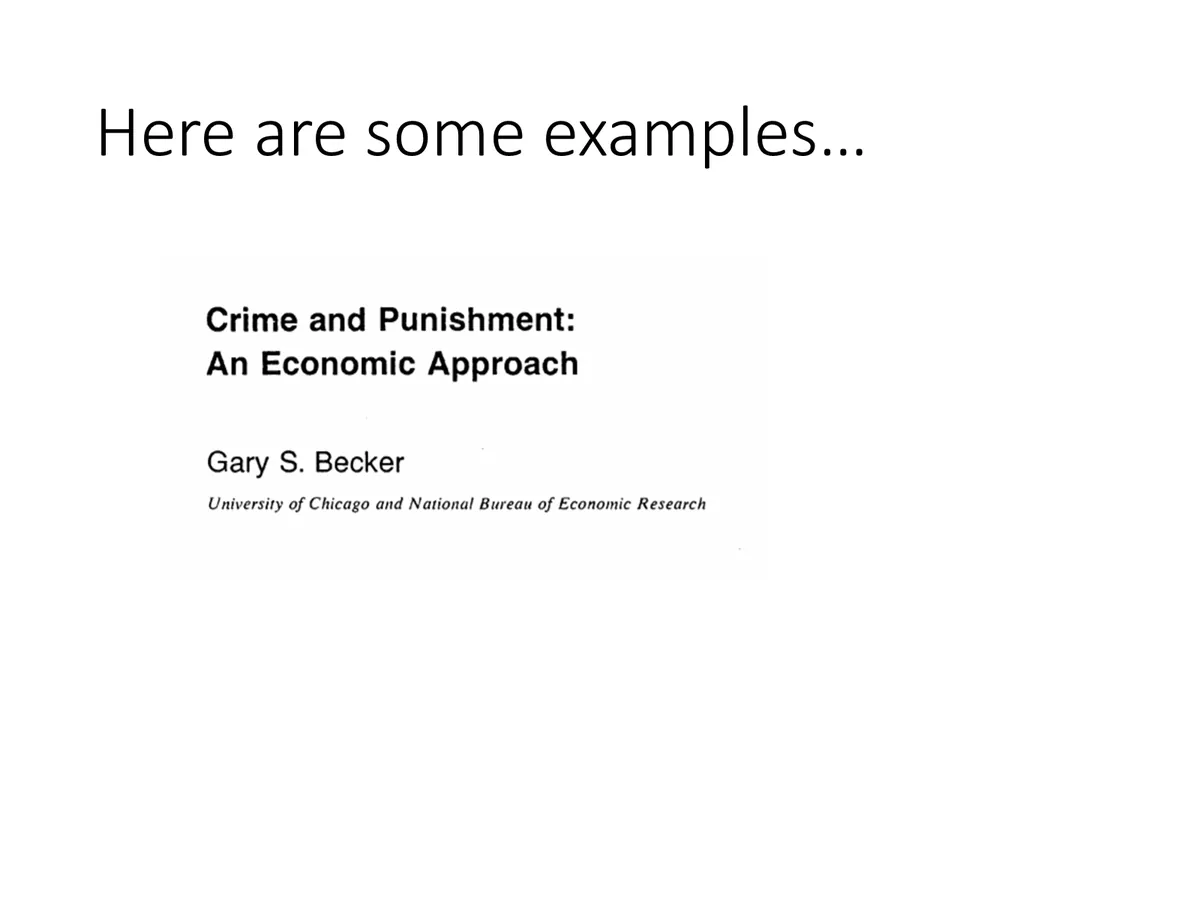 Here are some examples…
Crime and Punishment:
An Economic Approach
Gary S. Becker
University of Chicago and National Bureau of Economic Research